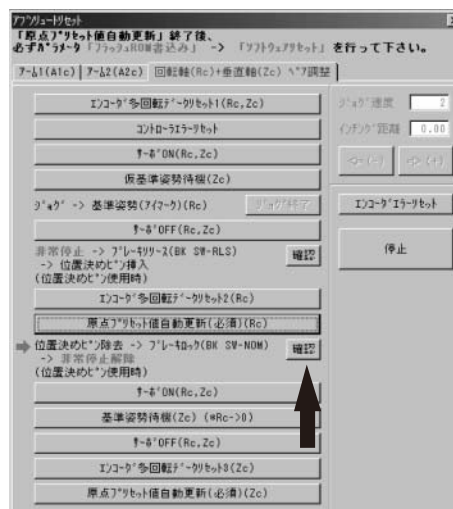 アブソリュートリセット
「原点プリセット値自動更新」終了後、
必ずパラメータ「フラッシュROM書込み」 -> 「ソフトウェアリセット」を行って下さい。
アーム1(A1c) アーム2(A2c) 回転軸(Rc)+垂直軸(Zc) ペア調整
エンコーダ多回転データリセット1(Rc,Zc)
コントローラエラーリセット
サーボON(Rc,Zc)
仮基準姿勢待機(Zc)
ジョグ -> 基準姿勢(アイマーク)(Rc) ジョグ終了
サーボOFF(Rc,Zc)
非常停止 -> ブレーキリリース(BK SW-RLS)
-> 位置決めピン挿入
(位置決めピン使用時)
確認
エンコーダ多回転データリセット2(Rc)
原点プリセット値自動更新(必須)(Rc)
位置決めピン除去 -> ブレーキロック(BK SW-NOM)
-> 非常停止解除
(位置決めピン使用時)
確認
サーボON(Rc,Zc)
基準姿勢待機(Zc) (※Rc->0)
サーボOFF(Rc,Zc)
エンコーダ多回転データリセット3(Zc)
原点プリセット値自動更新(必須)(Zc)
ジョグ速度 2
インチング距離 0.00
<- (-) -> (+)
エンコーダエラーリセット
停止